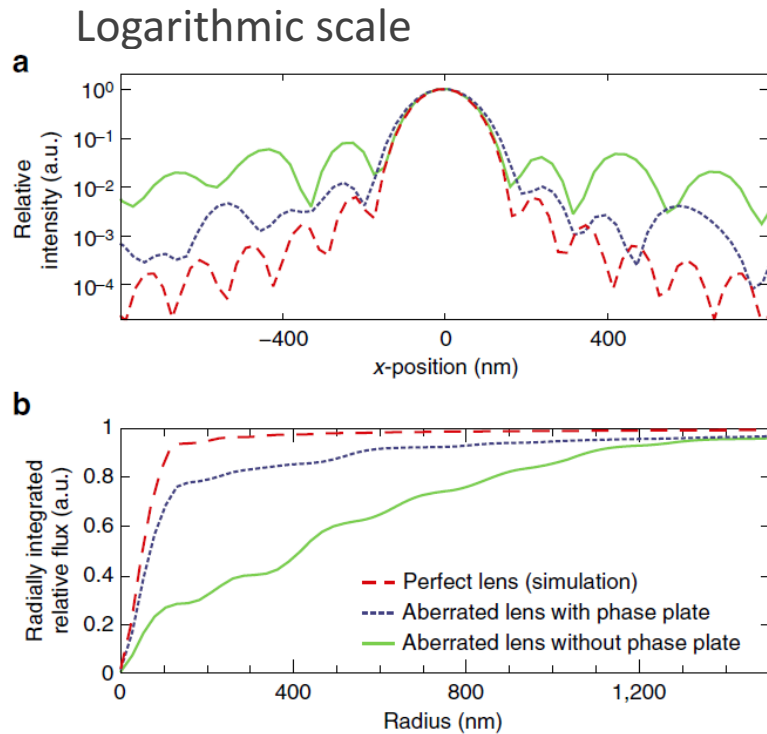 Logarithmic scale
a
Relative
intensity (a.u.)
10⁰
10⁻¹
10⁻²
10⁻³
10⁻⁴
−400 0 400
x-position (nm)
b
Radially integrated
relative flux (a.u.)
1
0.8
0.6
0.4
0.2
0
Perfect lens (simulation)
Aberrated lens with phase plate
Aberrated lens without phase plate
0 400 800 1,200
Radius (nm)